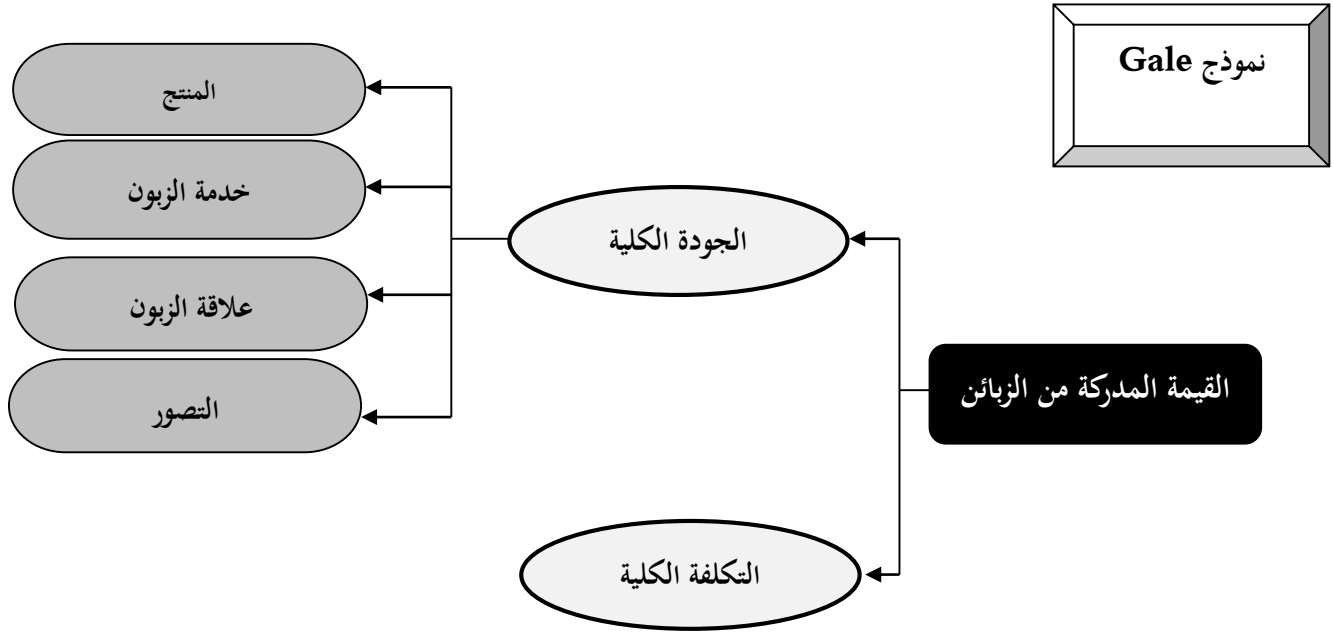 نموذج Gale
المنتج
خدمة الزبون
الجودة الكلية
علاقة الزبون
القيمة المدركة من الزبائن
التصور
التكلفة الكلية